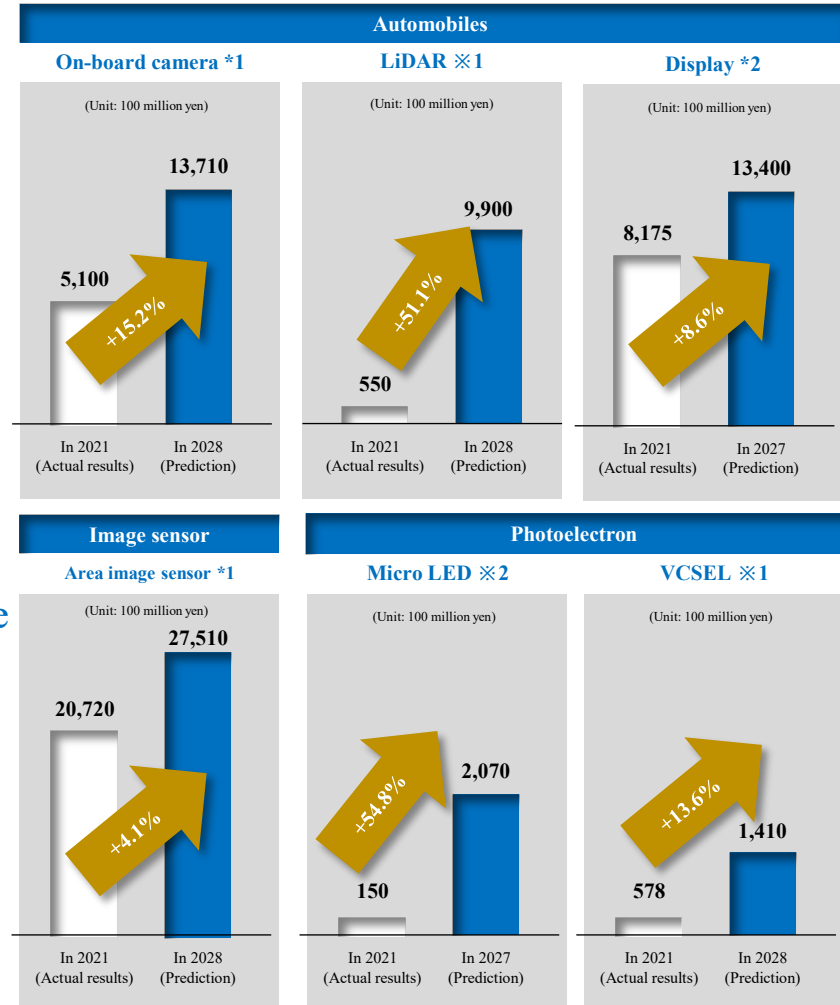 Automobiles
On-board camera *1
(Unit: 100 million yen)
13,710
5,100
+15.2%
In 2021
(Actual results)
In 2028
(Prediction)
LiDAR ※1
(Unit: 100 million yen)
9,900
550
+51.1%
In 2021
(Actual results)
In 2028
(Prediction)
Display *2
(Unit: 100 million yen)
13,400
8,175
+8.6%
In 2021
(Actual results)
In 2027
(Prediction)
Image sensor
Area image sensor *1
(Unit: 100 million yen)
e
27,510
20,720
+4.1%
In 2021
(Actual results)
In 2028
(Prediction)
Photoelectron
Micro LED ※2
(Unit: 100 million yen)
2,070
150
+54.8%
In 2021
(Actual results)
In 2027
(Prediction)
VCSEL ※1
(Unit: 100 million yen)
1,410
578
+13.6%
In 2021
(Actual results)
In 2028
(Prediction)